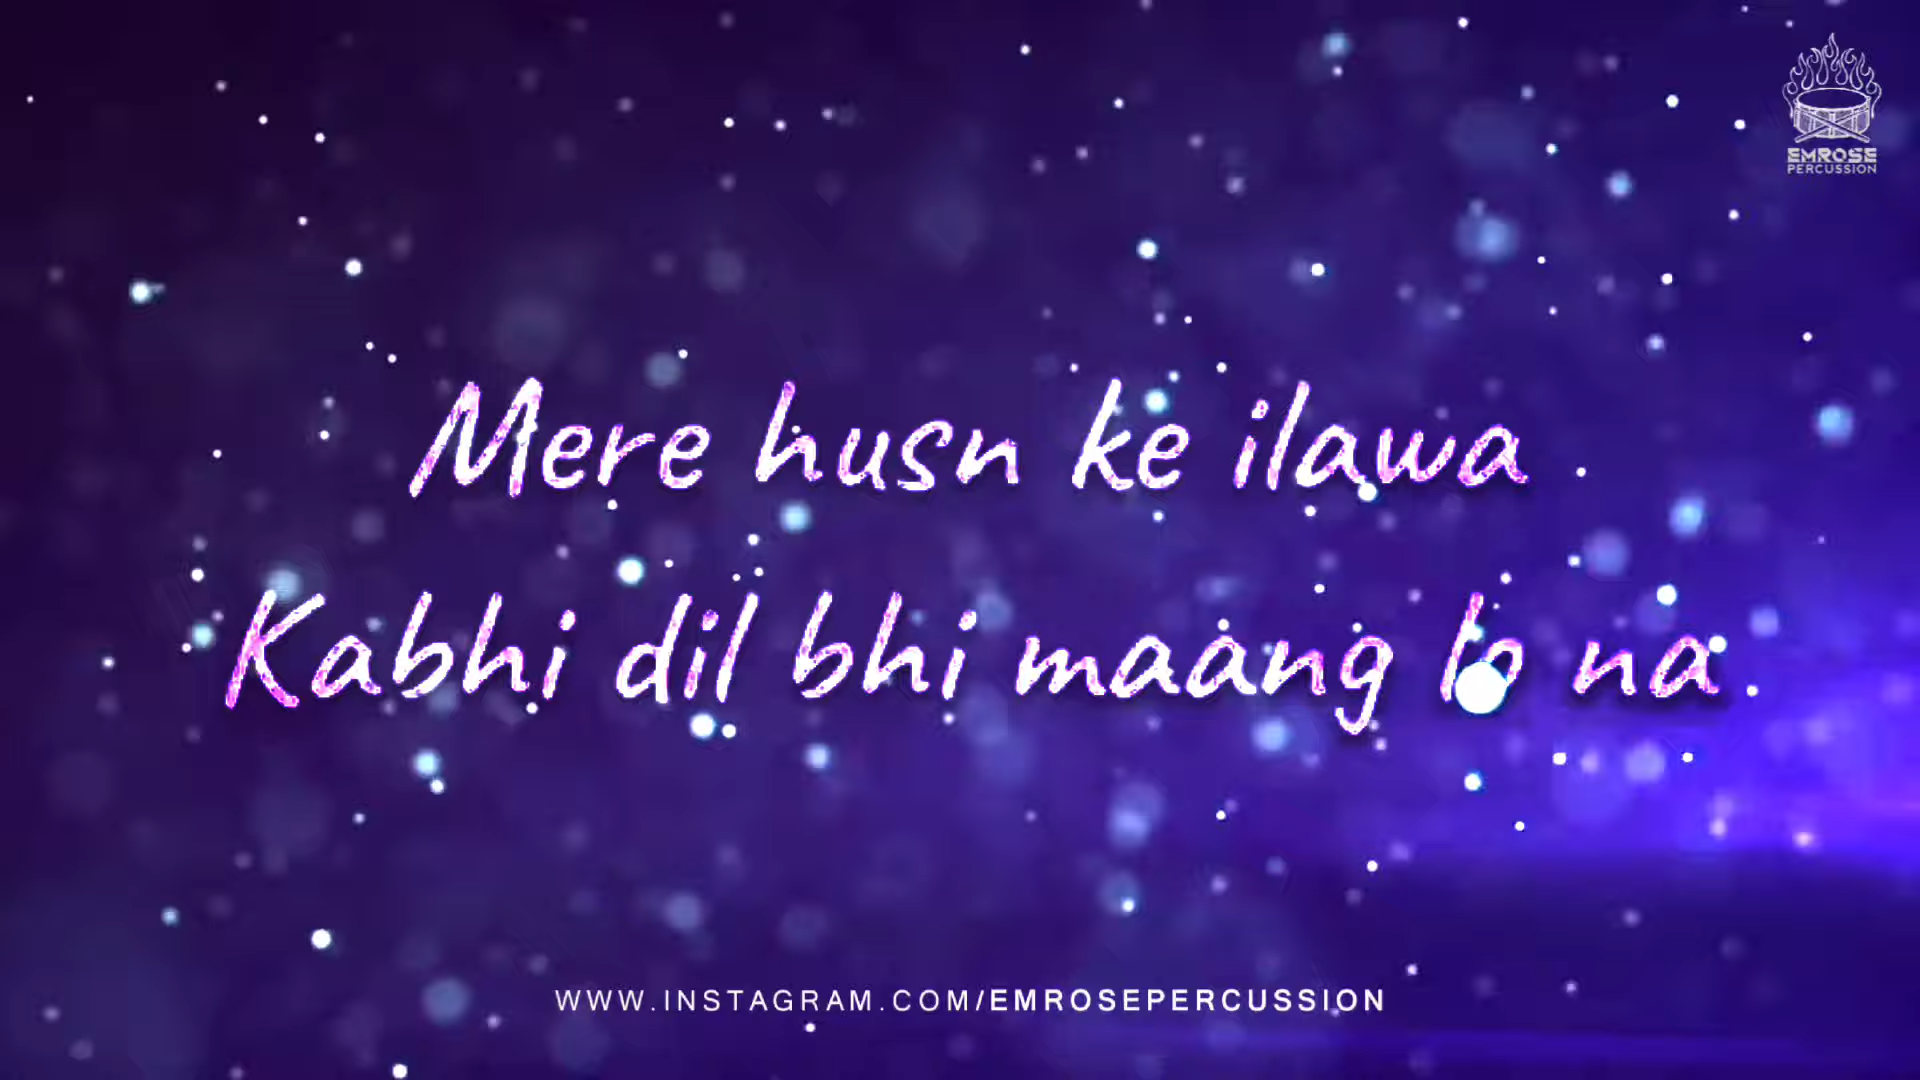 EMROSE
PERCUSSION
Mere husn ke ilawa
Kabhi dil bhi maang lo na
WWW.INSTAGRAM.COM/EMROSEPERCUSSION